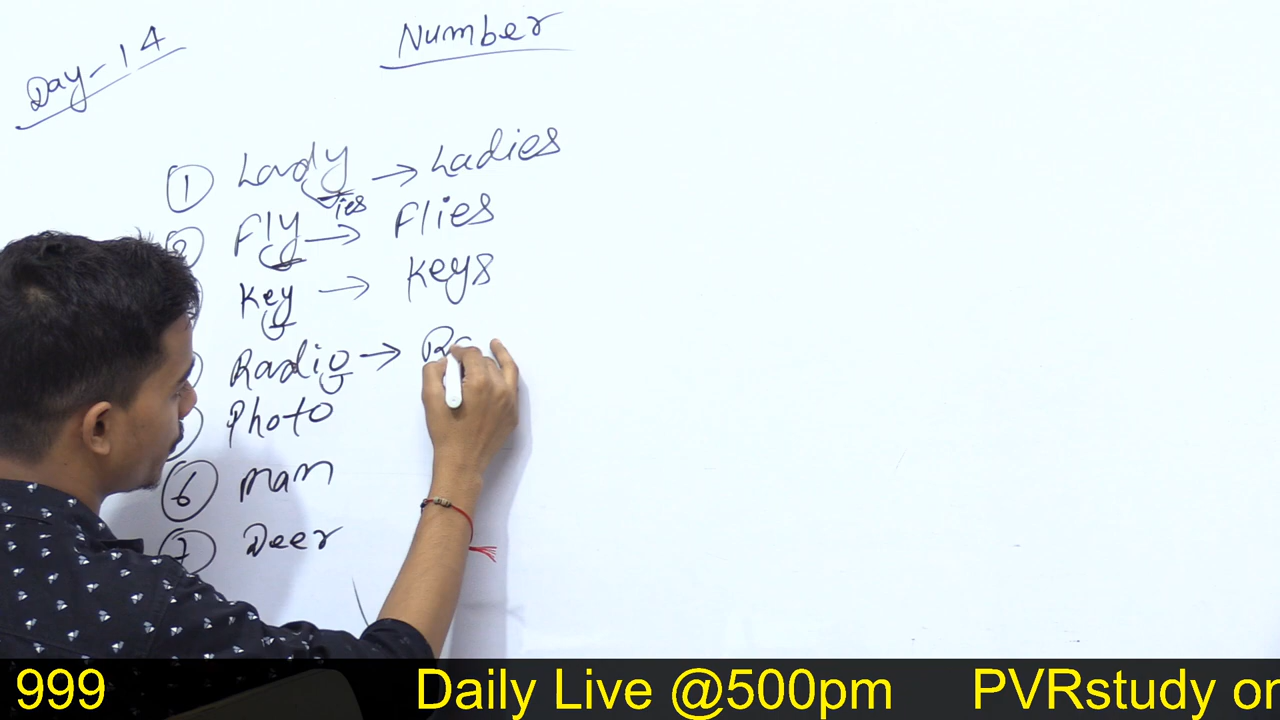 Day-14
Number
① Lady → Ladies
ies
Fly → Flies
Key → Keys
Radio → Ra
Photo
⑥ Man
⑦ Deer
999 Daily Live @500pm PVRstudy or